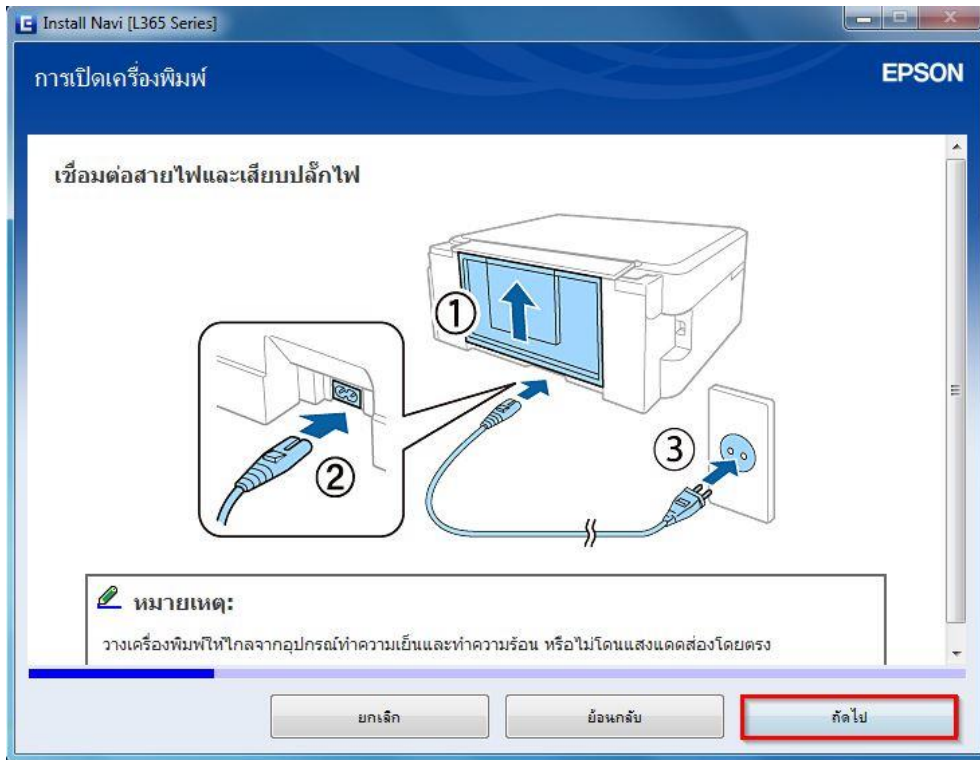 Install Navi [L365 Series]
การเปิดเครื่องพิมพ์
EPSON
เชื่อมต่อสายไฟและเสียบปลั๊กไฟ
1
2
3
หมายเหตุ:
วางเครื่องพิมพ์ให้ไกลจากอุปกรณ์ทำความเย็นและทำความร้อน หรือไม่โดนแสงแดดส่องโดยตรง
ยกเลิก
ย้อนกลับ
ถัดไป